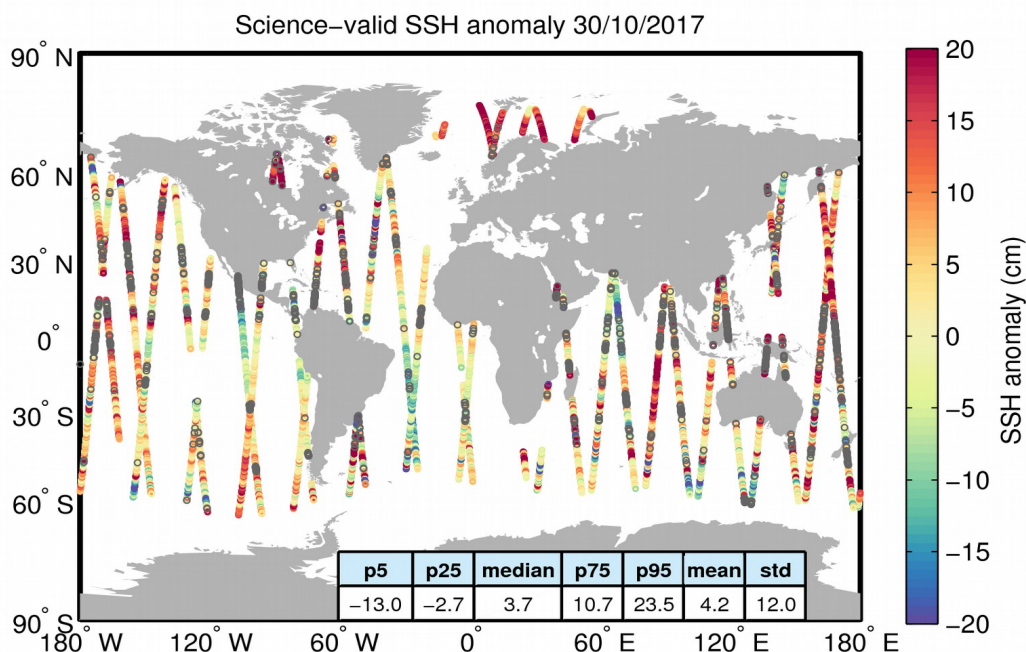 Science−valid SSH anomaly 30/10/2017
90° N
60° N
30° N
0°
30° S
60° S
90° S
180° W
120° W
60° W
0°
60° E
120° E
180° E
p5 p25 median p75 p95 mean std
−13.0 −2.7 3.7 10.7 23.5 4.2 12.0
20
15
10
5
0
−5
−10
−15
−20
SSH anomaly (cm)